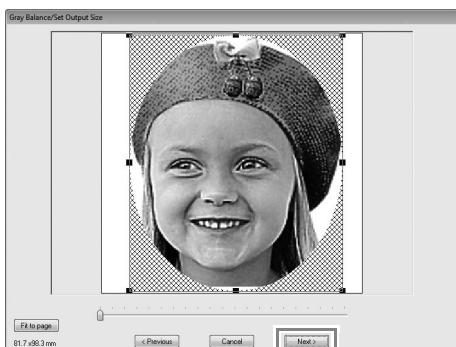 Gray Balance/Set Output Size
Fit to page
81.7 x98.3 mm
< Previous
Cancel
Next >